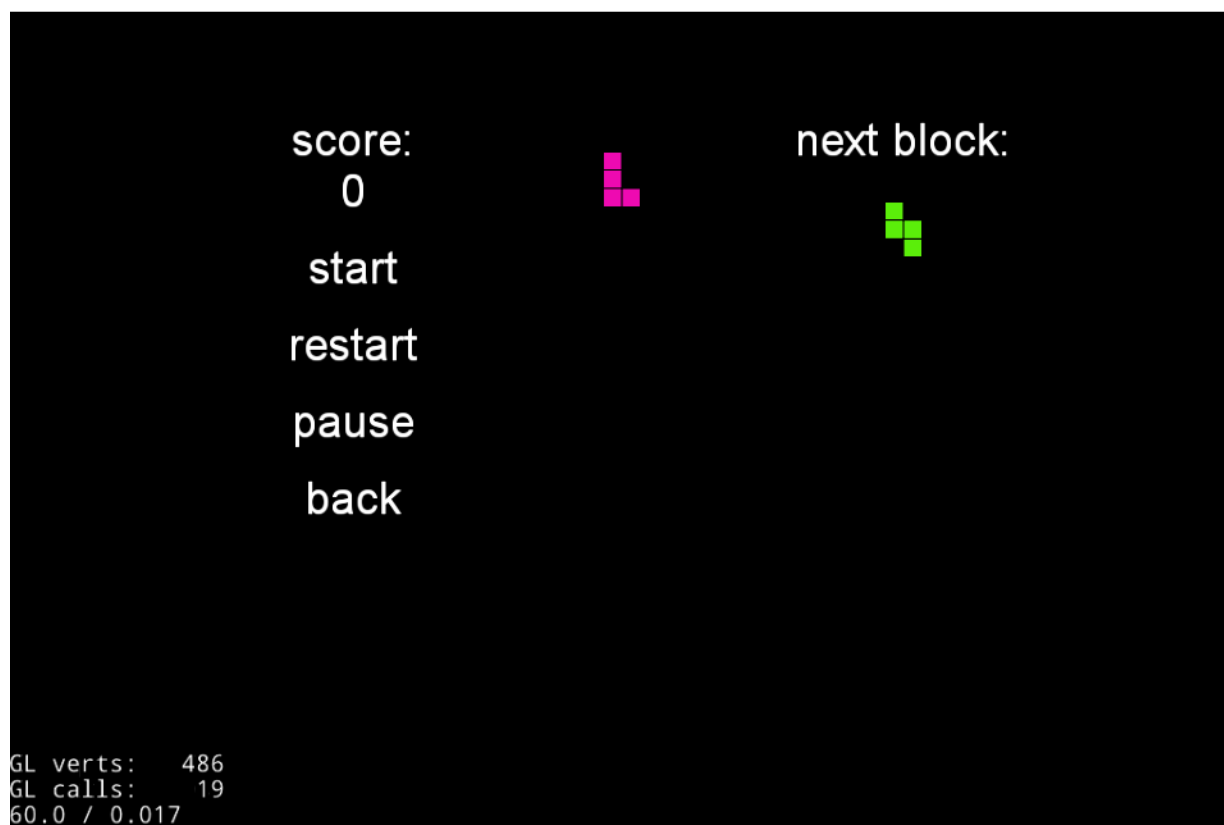 score:
0
start
restart
pause
back
next block:
GL verts: 486
GL calls: 19
60.0 / 0.017